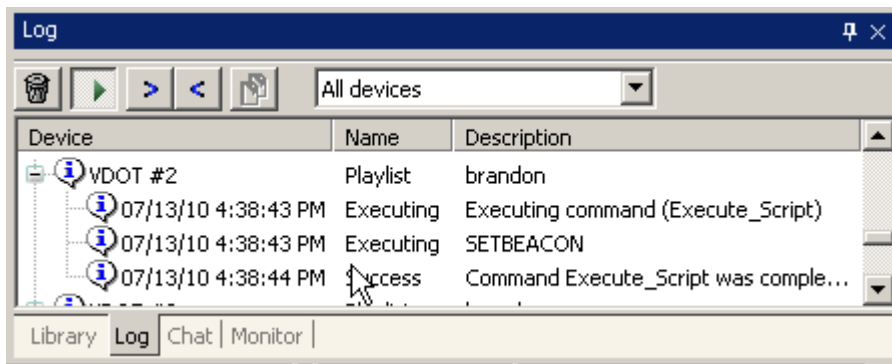 Log
> <
All devices
Device Name Description
VDOT #2 Playlist brandon
07/13/10 4:38:43 PM Executing Executing command (Execute_Script)
07/13/10 4:38:43 PM Executing SETBEACON
07/13/10 4:38:44 PM Success Command Execute_Script was comple...
Library Log Chat Monitor